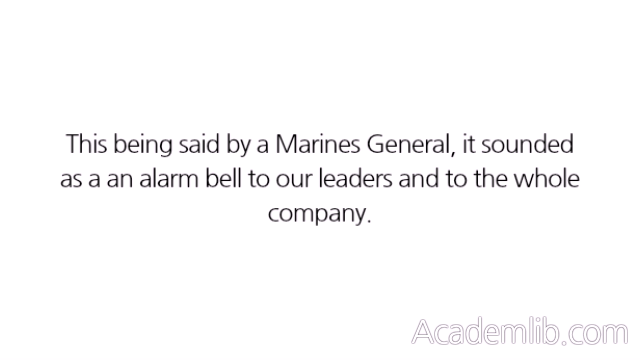 This being said by a Marines General, it sounded
as a an alarm bell to our leaders and to the whole
company.
Academlib.com